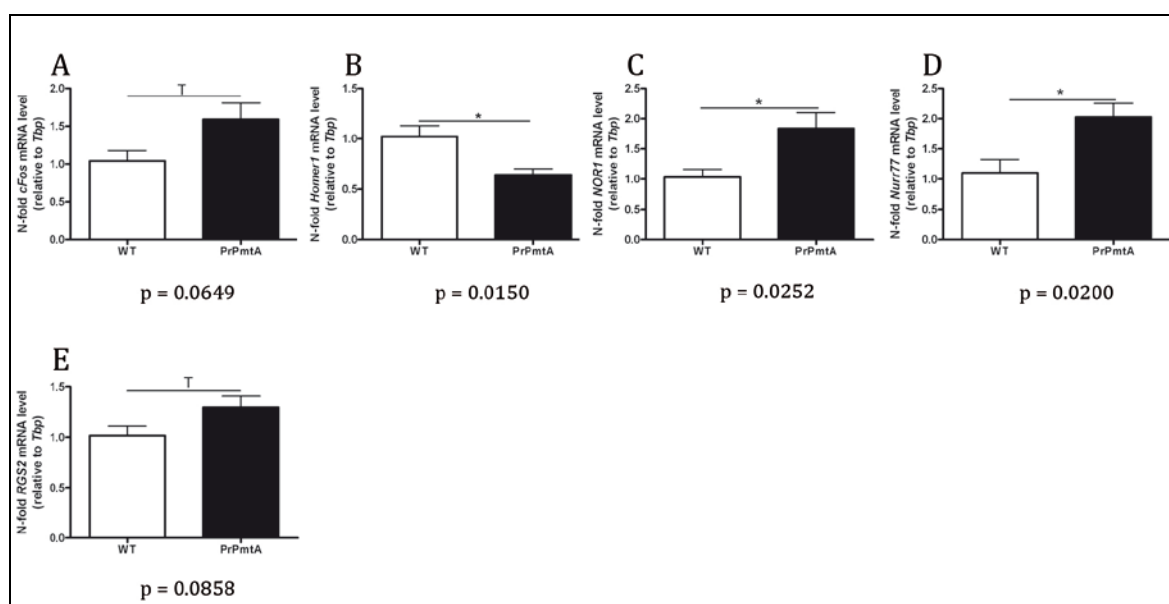 A
N-fold cFos mRNA level
(relative to Tbp)
2.0
1.5
1.0
0.5
0.0
T
WT
PrPmtA
p = 0.0649
B
N-fold Homer1 mRNA level
(relative to Tbp)
1.5
1.0
0.5
0.0
*
WT
PrPmtA
p = 0.0150
C
N-fold NOR1 mRNA level
(relative to Tbp)
2.5
2.0
1.5
1.0
0.5
0.0
*
WT
PrPmtA
p = 0.0252
D
N-fold Nurr77 mRNA level
(relative to Tbp)
2.5
2.0
1.5
1.0
0.5
0.0
*
WT
PrPmtA
p = 0.0200
E
N-fold RGS2 mRNA level
(relative to Tbp)
1.5
1.0
0.5
0.0
T
WT
PrPmtA
p = 0.0858